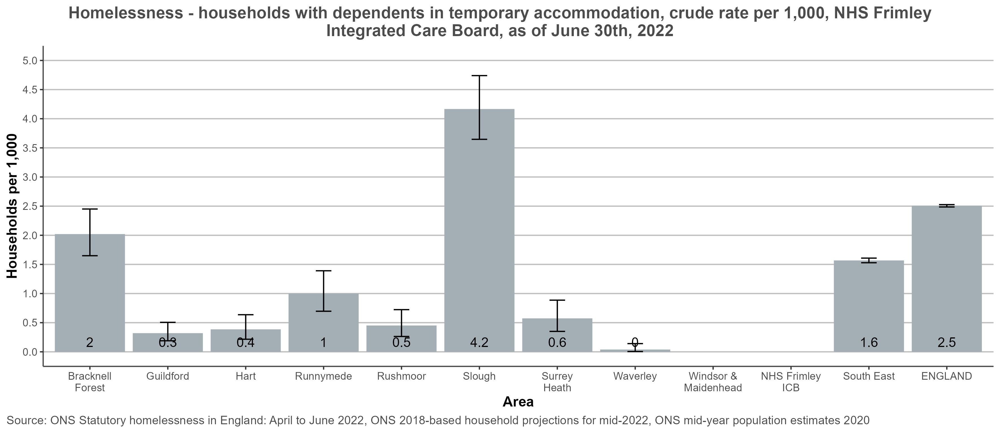 Homelessness - households with dependents in temporary accommodation, crude rate per 1,000, NHS Frimley
Integrated Care Board, as of June 30th, 2022
Households per 1,000
5.0
4.5
4.0
3.5
3.0
2.5
2.0
1.5
1.0
0.5
0.0
2
0.3
0.4
1
0.5
4.2
0.6
0
1.6
2.5
Bracknell
Forest
Guildford
Hart
Runnymede
Rushmoor
Slough
Surrey
Heath
Waverley
Windsor &
Maidenhead
NHS Frimley
ICB
South East
ENGLAND
Area
Source: ONS Statutory homelessness in England: April to June 2022, ONS 2018-based household projections for mid-2022, ONS mid-year population estimates 2020